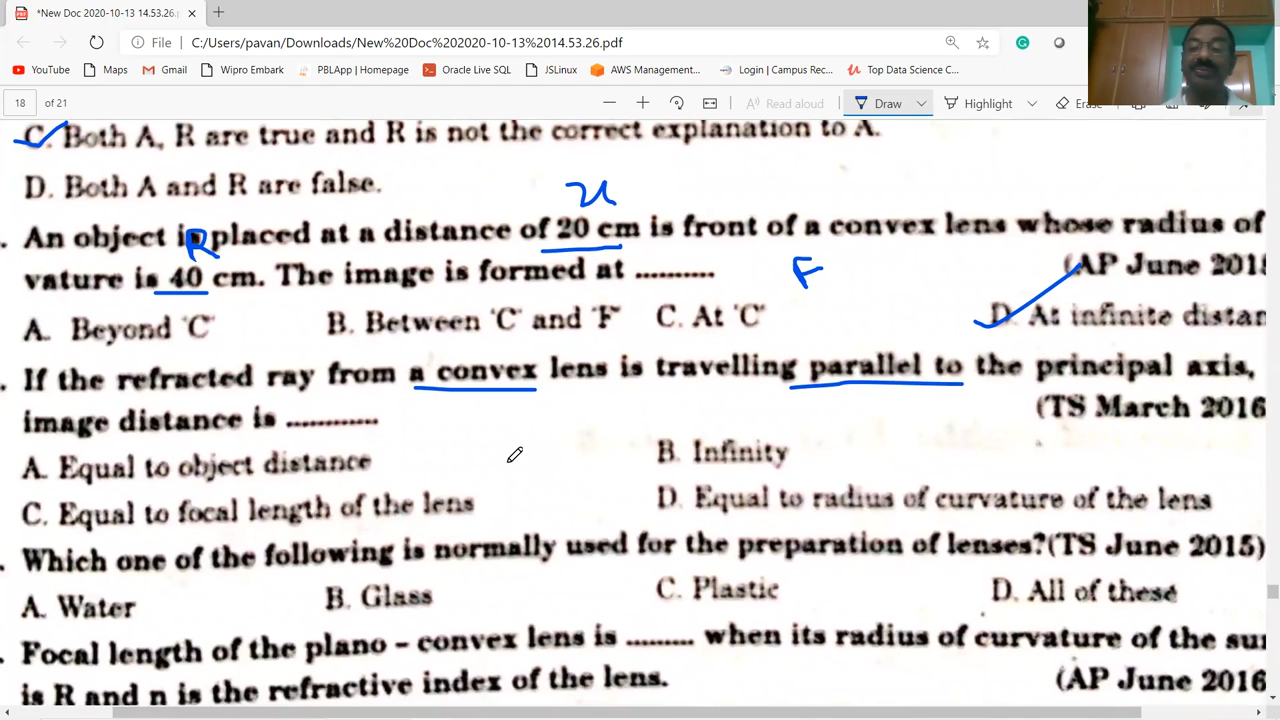 *New Doc 2020-10-13 14.53.26.pdf
File C:/Users/pavan/Downloads/New%20Doc%202020-10-13%2014.53.26.pdf
YouTube Maps Gmail Wipro Embark PBLApp | Homepage Oracle Live SQL JSLinux AWS Management... Login | Campus Rec... Top Data Science C...
18 of 21 Read aloud Draw Highlight Erase
C. Both A, R are true and R is not the correct explanation to A.
D. Both A and R are false.
u
. An object is placed at a distance of 20 cm is front of a convex lens whose radius of
R
vature is 40 cm. The image is formed at .......... F (AP June 201
A. Beyond 'C' B. Between 'C' and 'F' C. At 'C' D. At infinite distan
. If the refracted ray from a convex lens is travelling parallel to the principal axis,
image distance is ............ (TS March 2016
A. Equal to object distance B. Infinity
C. Equal to focal length of the lens D. Equal to radius of curvature of the lens
. Which one of the following is normally used for the preparation of lenses?(TS June 2015)
A. Water B. Glass C. Plastic D. All of these
. Focal length of the plano - convex lens is ......... when its radius of curvature of the su
is R and n is the refractive index of the lens. (AP June 2016